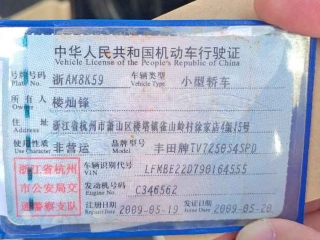 中华人民共和国机动车行驶证
Vehicle License of the People's Republic of China
号牌号码 浙AM8K59 车辆类型 小型轿车
Plate No. Vehicle Type
所有人 楼灿锋
Owner
住址 浙江省杭州市萧山区楼塔镇雀山岭村徐家店4组15号
Address
使用性质 非营运 品牌型号 丰田牌TV7250S4SPD
Use Character Model
浙江省杭州市公安局交通警察支队
车辆识别代号 LFMBE22D790164555
VIN
发动机号码 C346562
Engine No.
注册日期 2009-05-19 发证日期 2009-05-20
Register Date Issue Date